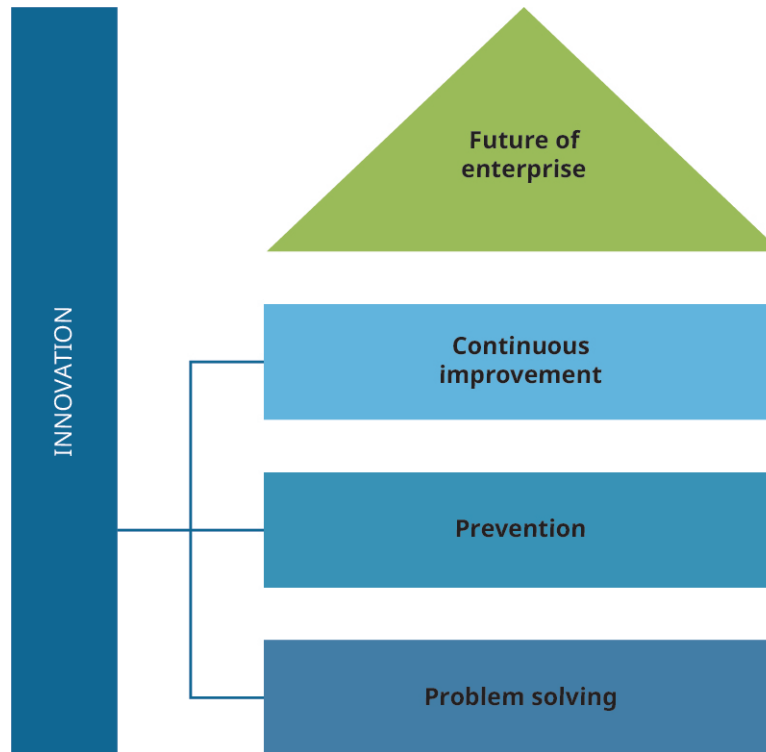 INNOVATION
Future of
enterprise
Continuous
improvement
Prevention
Problem solving